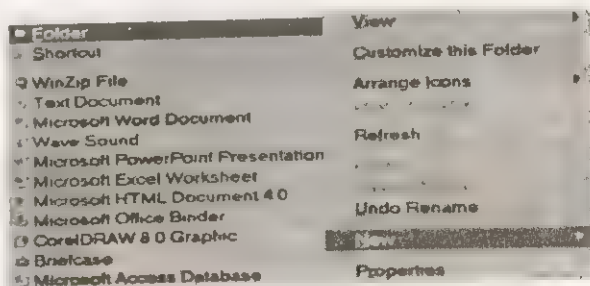 Folder
Shortcut
WinZip File
Text Document
Microsoft Word Document
Wave Sound
Microsoft PowerPoint Presentation
Microsoft Excel Worksheet
Microsoft HTML Document 4.0
Microsoft Office Binder
CorelDRAW 8.0 Graphic
Briefcase
Microsoft Access Database
View
Customize this Folder
Arrange Icons
Refresh
Undo Rename
New
Properties